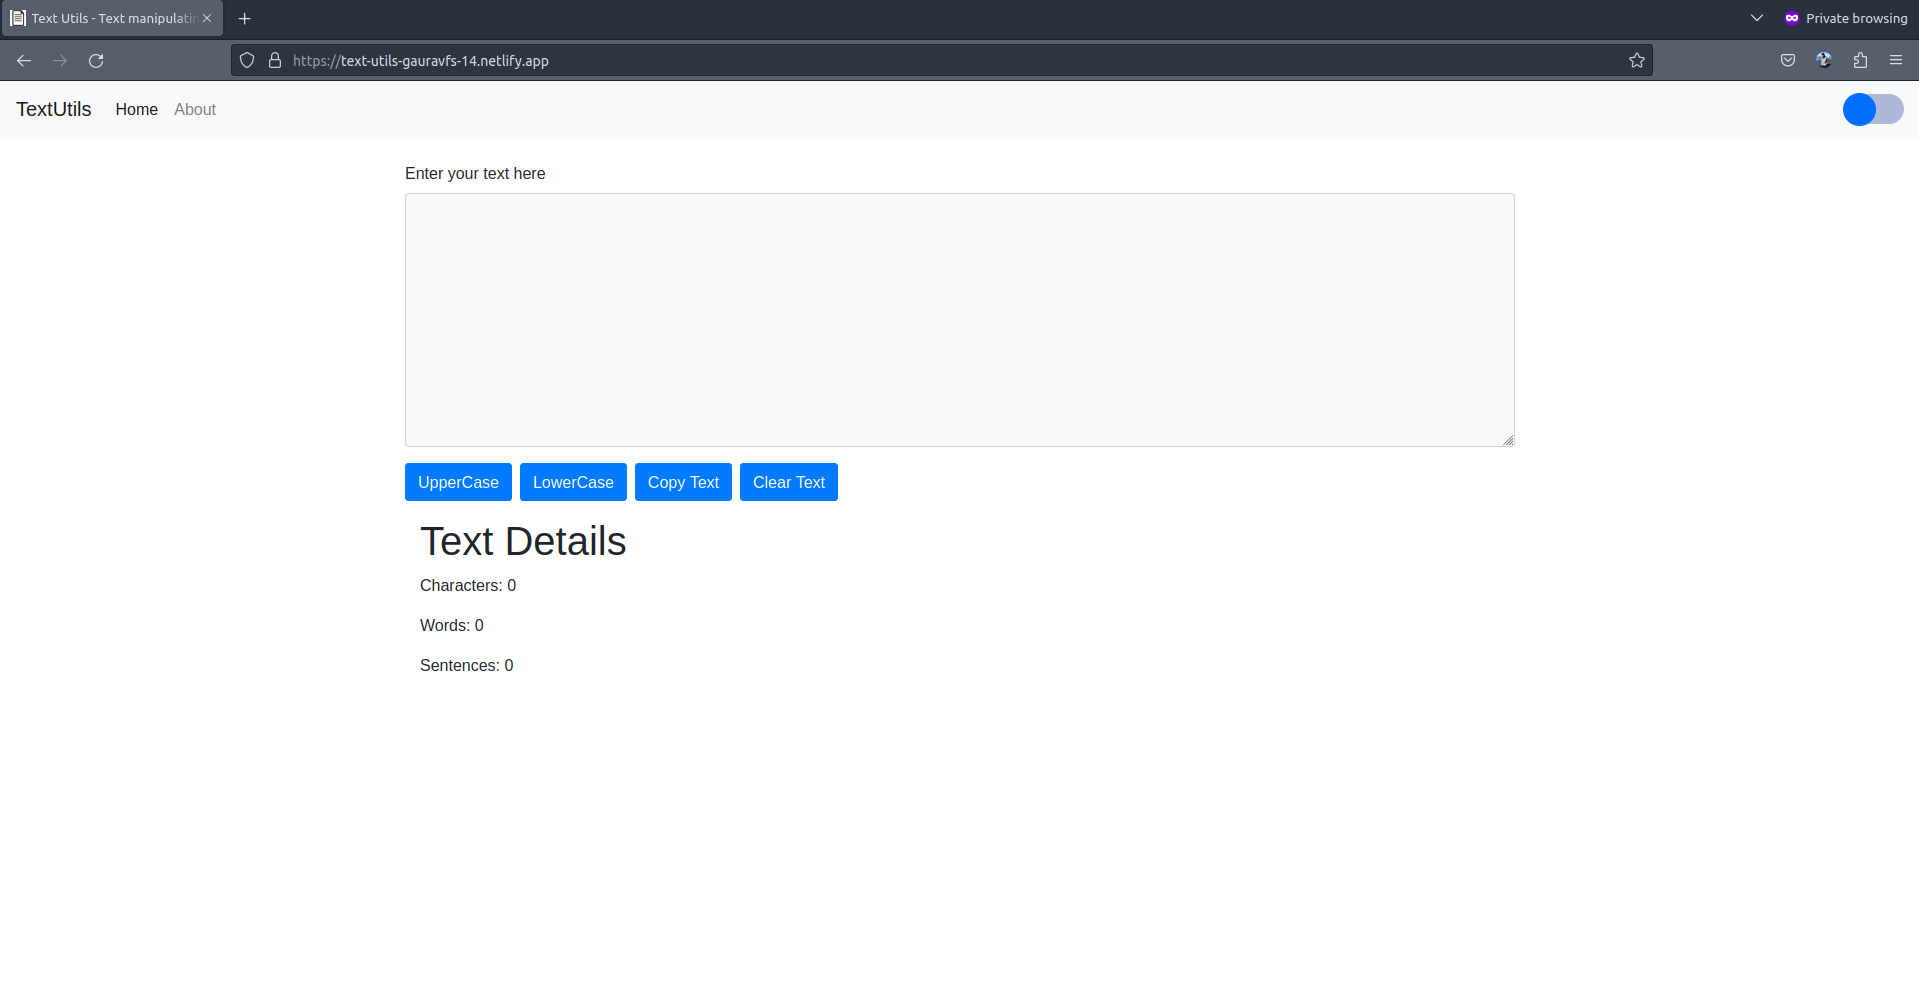 Text Utils - Text manipulatin
Private browsing
https://text-utils-gauravfs-14.netlify.app
TextUtils Home About
Enter your text here
UpperCase LowerCase Copy Text Clear Text
Text Details
Characters: 0
Words: 0
Sentences: 0